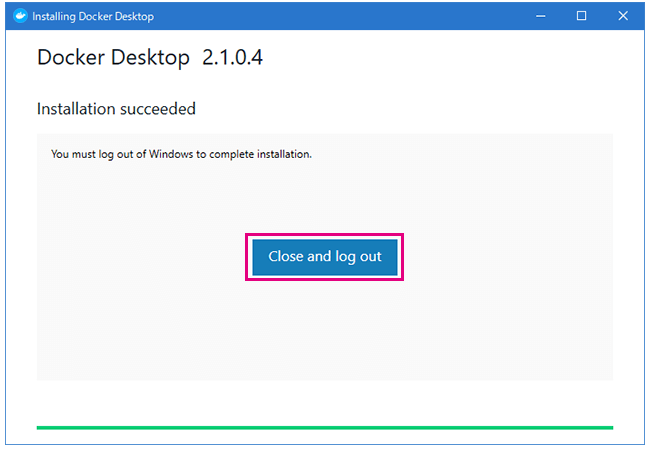 Installing Docker Desktop
Docker Desktop 2.1.0.4
Installation succeeded
You must log out of Windows to complete installation.
Close and log out